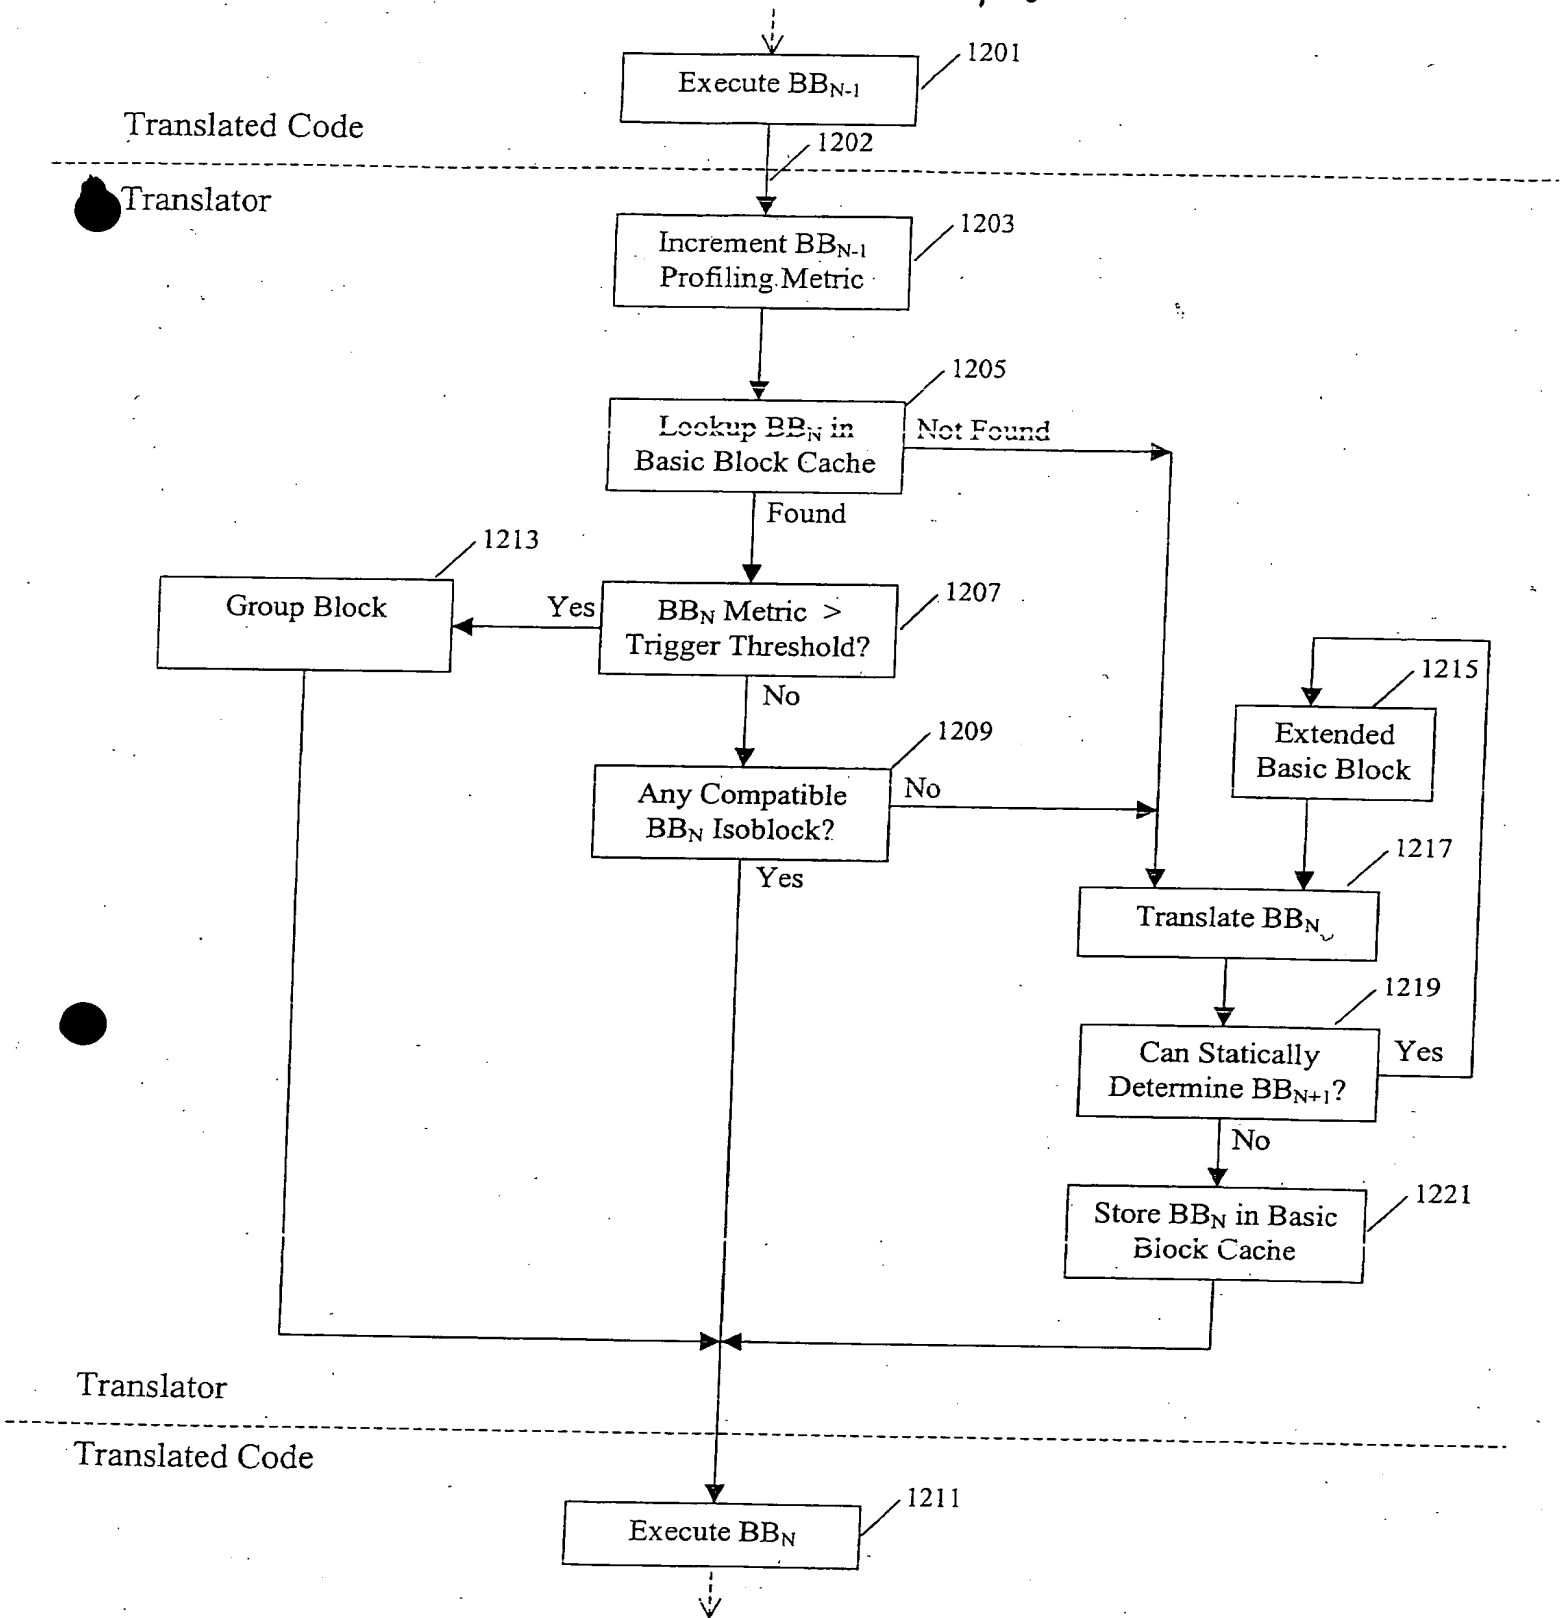 1201
Execute BBN-1
Translated Code
1202
Translator
1203
Increment BBN-1
Profiling Metric
1205
Lookup BBN in
Basic Block Cache
Not Found
Found
1213
Group Block
Yes
1207
BBN Metric >
Trigger Threshold?
No
1209
Any Compatible
BBN Isoblock?
No
Yes
1215
Extended
Basic Block
1217
Translate BBN
1219
Can Statically
Determine BBN+1?
Yes
No
1221
Store BBN in Basic
Block Cache
Translator
Translated Code
1211
Execute BBN